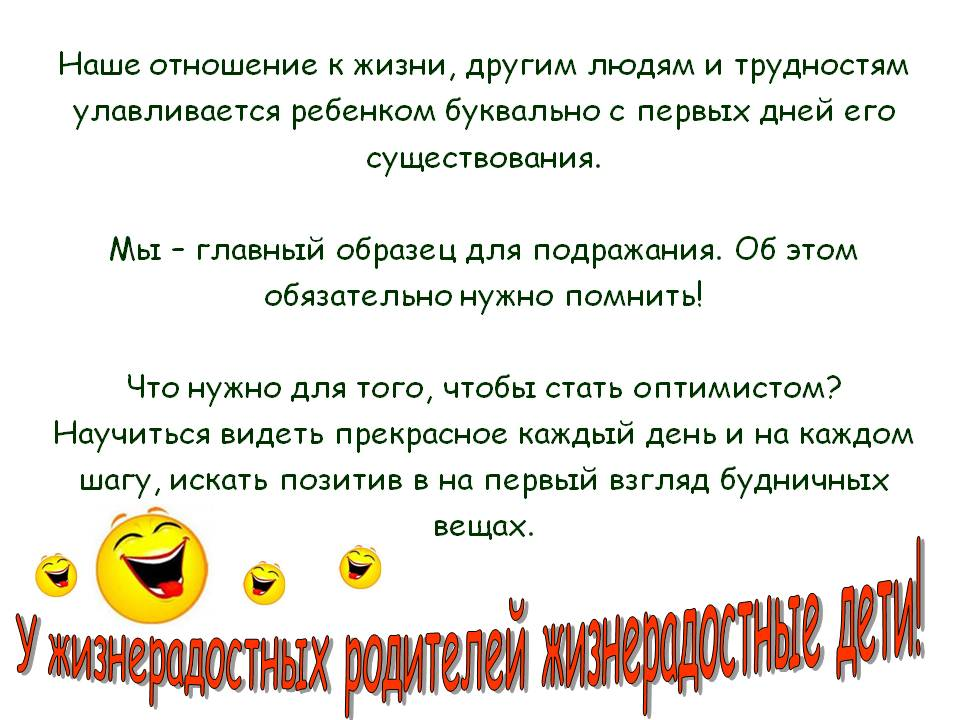 Наше отношение к жизни, другим людям и трудностям
улавливается ребенком буквально с первых дней его
существования.
Мы – главный образец для подражания. Об этом
обязательно нужно помнить!
Что нужно для того, чтобы стать оптимистом?
Научиться видеть прекрасное каждый день и на каждом
шагу, искать позитив в на первый взгляд будничных
вещах.
У жизнерадостных родителей жизнерадостные дети!